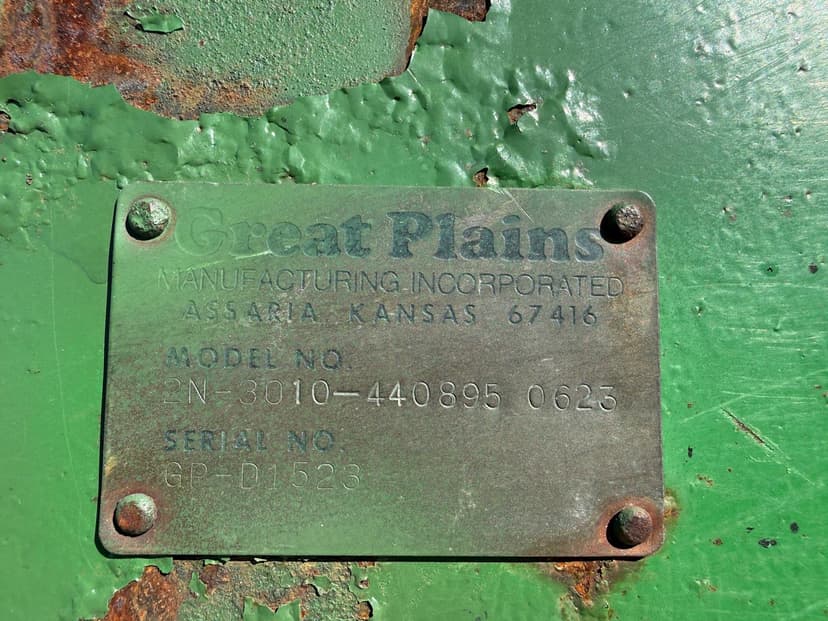 Great Plains
MANUFACTURING, INCORPORATED
ASSARIA, KANSAS 67416
MODEL NO.
2N-3010-440895 0623
SERIAL NO.
GP-D1523